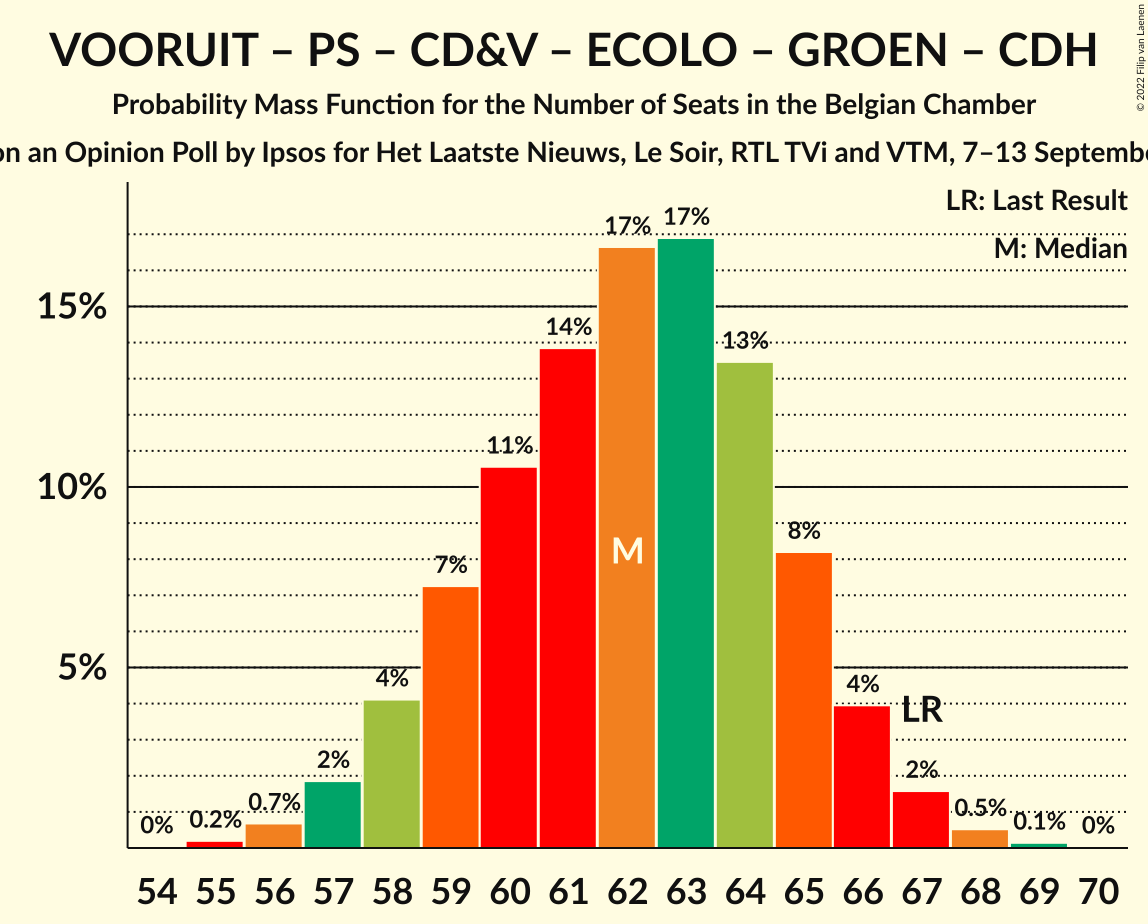 VOORUIT – PS – CD&V – ECOLO – GROEN – CDH
Probability Mass Function for the Number of Seats in the Belgian Chamber
on an Opinion Poll by Ipsos for Het Laatste Nieuws, Le Soir, RTL TVi and VTM, 7–13 Septembe
© 2022 Filip van Laenen
LR: Last Result
M: Median
15%
10%
5%
0%
0.2%
0.7%
2%
4%
7%
11%
14%
17%
17%
13%
8%
4%
2%
0.5%
0.1%
0%
M
LR
54 55 56 57 58 59 60 61 62 63 64 65 66 67 68 69 70